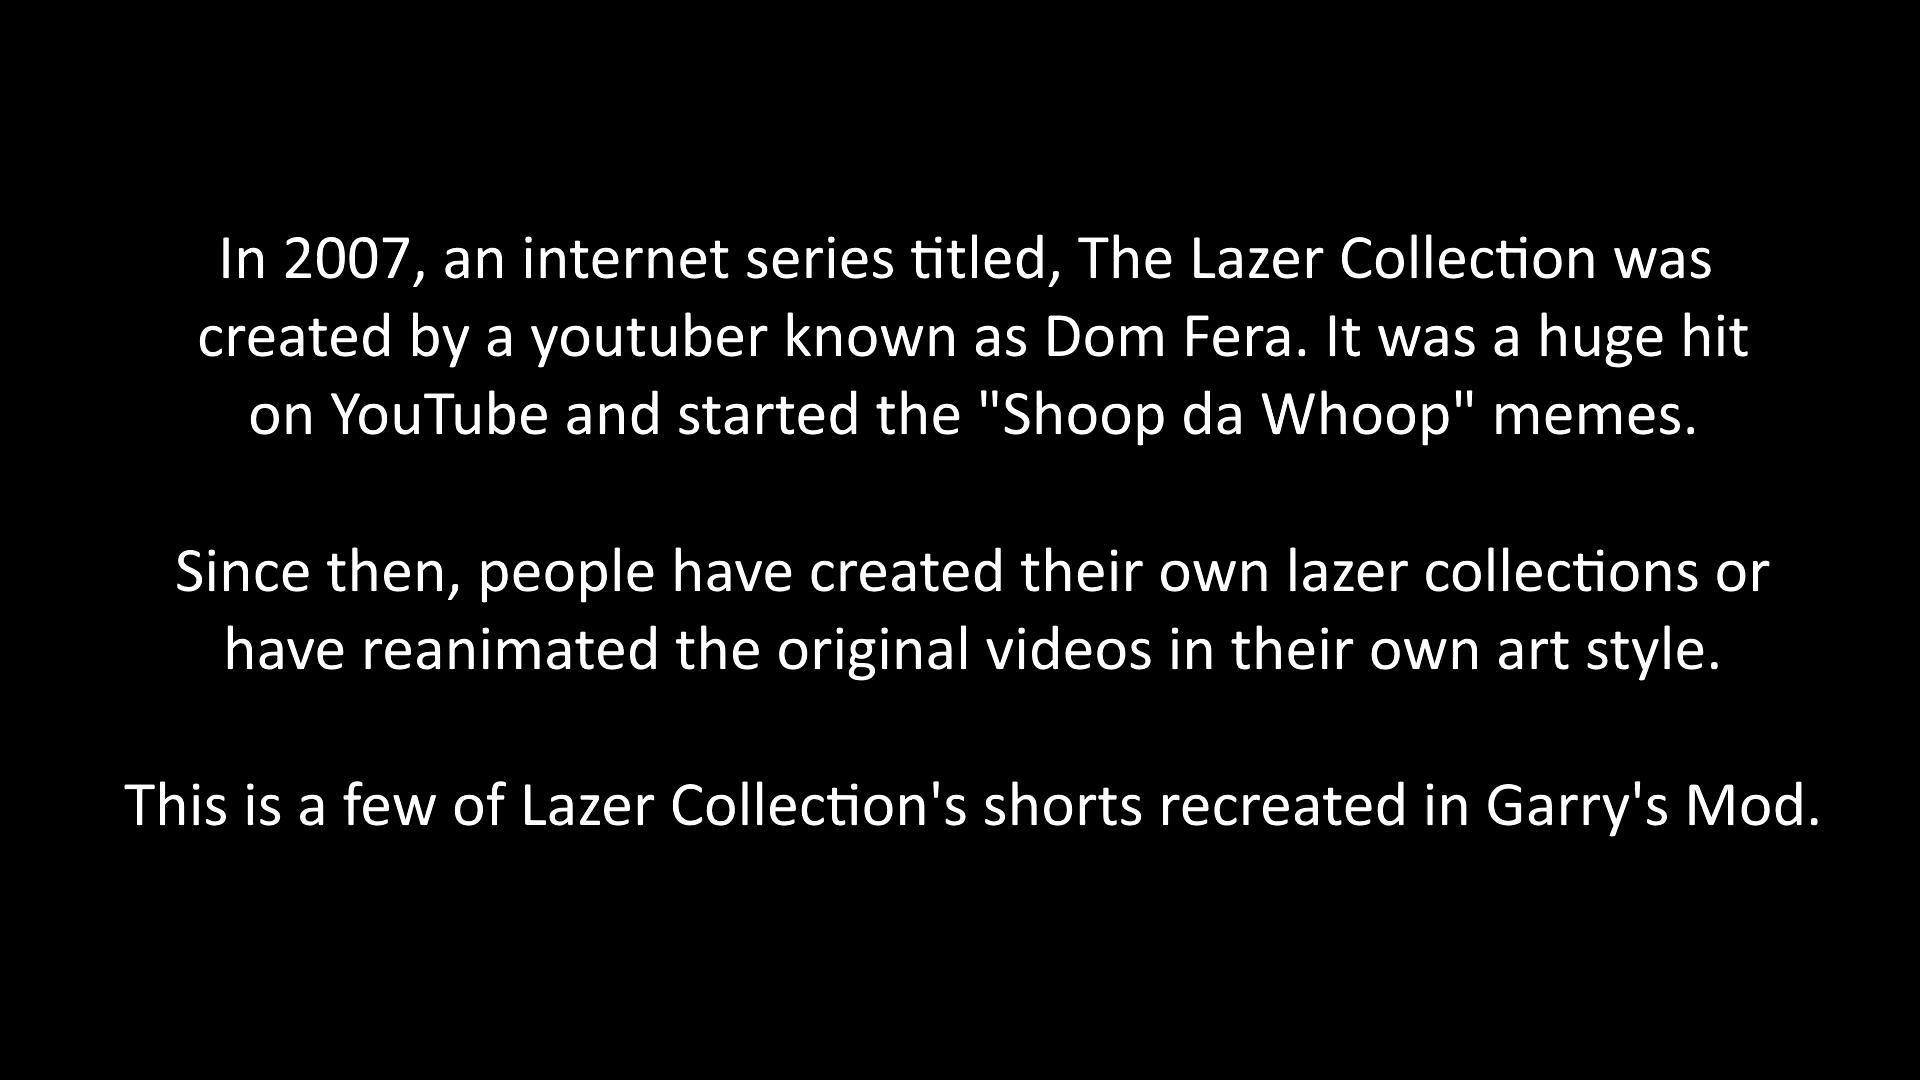 In 2007, an internet series titled, The Lazer Collection was
created by a youtuber known as Dom Fera. It was a huge hit
on YouTube and started the "Shoop da Whoop" memes.
Since then, people have created their own lazer collections or
have reanimated the original videos in their own art style.
This is a few of Lazer Collection's shorts recreated in Garry's Mod.